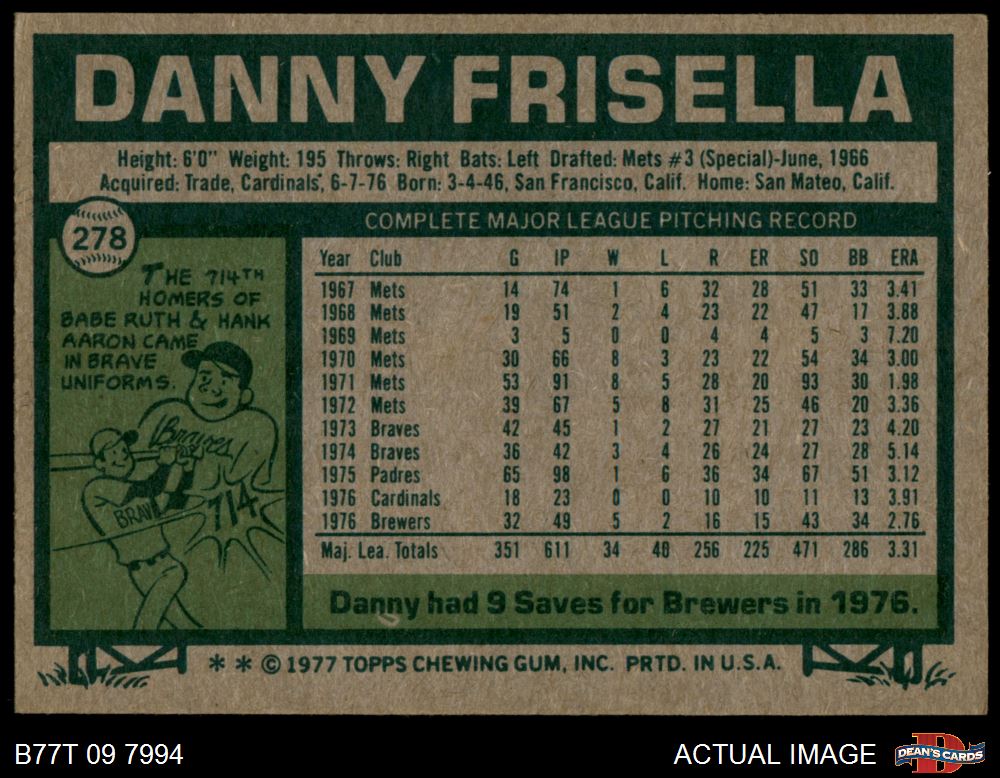 DANNY FRISELLA
Height: 6'0" Weight: 195 Throws: Right Bats: Left Drafted: Mets #3 (Special)-June, 1966
Acquired: Trade, Cardinals, 6-7-76 Born: 3-4-46, San Francisco, Calif. Home: San Mateo, Calif.
278
THE 714TH
HOMERS OF
BABE RUTH & HANK
AARON CAME
IN BRAVE
UNIFORMS.
Braves
BRAV
714
COMPLETE MAJOR LEAGUE PITCHING RECORD
Year Club G IP W L R ER SO BB ERA
1967 Mets 14 74 1 6 32 28 51 33 3.41
1968 Mets 19 51 2 4 23 22 47 17 3.88
1969 Mets 3 5 0 0 4 4 5 3 7.20
1970 Mets 30 66 8 3 23 22 54 34 3.00
1971 Mets 53 91 8 5 28 20 93 30 1.98
1972 Mets 39 67 5 8 31 25 46 20 3.36
1973 Braves 42 45 1 2 27 21 27 23 4.20
1974 Braves 36 42 3 4 26 24 27 28 5.14
1975 Padres 65 98 1 6 36 34 67 51 3.12
1976 Cardinals 18 23 0 0 10 10 11 13 3.91
1976 Brewers 32 49 5 2 16 15 43 34 2.76
Maj. Lea. Totals 351 611 34 40 256 225 471 286 3.31
Danny had 9 Saves for Brewers in 1976.
* * © 1977 TOPPS CHEWING GUM, INC. PRTD. IN U.S.A.
B77T 09 7994
ACTUAL IMAGE
DEAN'S CARDS